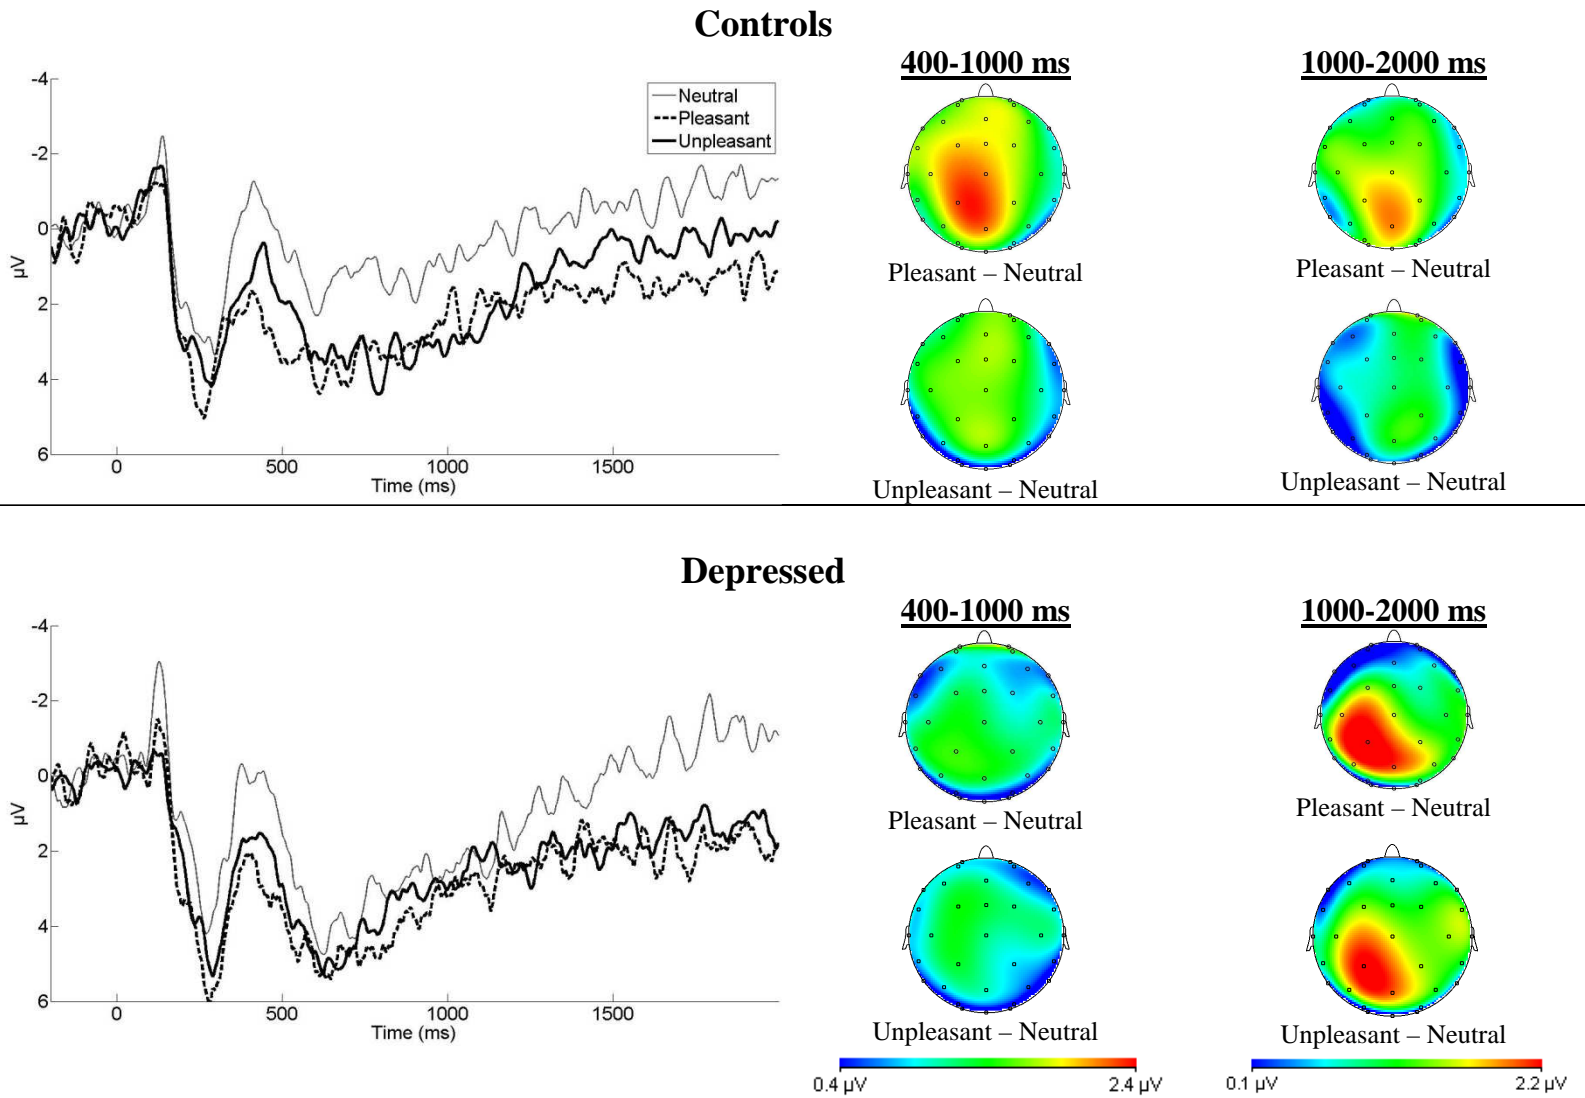 Controls
400-1000 ms
1000-2000 ms
-4
-2
0
2
4
6
µV
Neutral
Pleasant
Unpleasant
0
500
1000
1500
Time (ms)
Pleasant – Neutral
Pleasant – Neutral
Unpleasant – Neutral
Unpleasant – Neutral
Depressed
400-1000 ms
1000-2000 ms
-4
-2
0
2
4
6
µV
0
500
1000
1500
Time (ms)
Pleasant – Neutral
Pleasant – Neutral
Unpleasant – Neutral
Unpleasant – Neutral
0.4 µV
2.4 µV
0.1 µV
2.2 µV